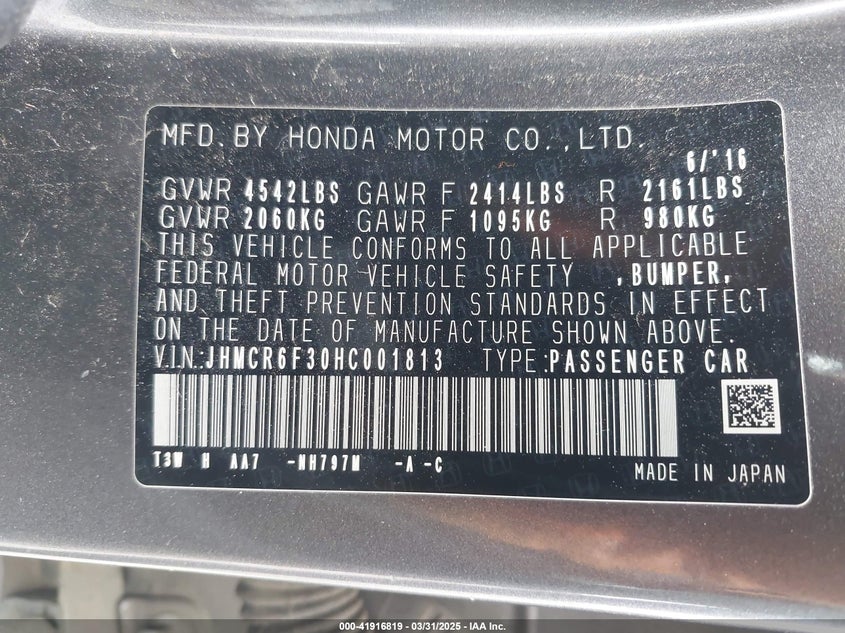 MFD. BY HONDA MOTOR CO., LTD.
6/'16
GVWR 4542LBS GAWR F 2414LBS R 2161LBS
GVWR 2060KG GAWR F 1095KG R 980KG
THIS VEHICLE CONFORMS TO ALL APPLICABLE
FEDERAL MOTOR VEHICLE SAFETY , BUMPER,
AND THEFT PREVENTION STANDARDS IN EFFECT
ON THE DATE OF MANUFACTURE SHOWN ABOVE.
V.I.N:JHMCR6F30HC001813 TYPE:PASSENGER CAR
T3W H AA7 -NH797M -A -C
MADE IN JAPAN
000-41916819 - 03/31/2025 - IAA Inc.